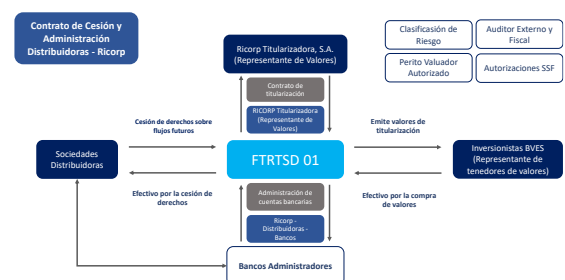 Contrato de Cesión y
Administración
Distribuidoras - Ricorp
Ricorp Titularizadora, S.A.
(Representante de Valores)
Clasificación de
Riesgo
Auditor Externo y
Fiscal
Perito Valuador
Autorizado
Autorizaciones SSF
Contrato de
titularización
RICORP Titularizadora
(Representante de
Valores)
Cesión de derechos sobre
flujos futuros
Emite valores de
titularización
Sociedades
Distribuidoras
FTRTSD 01
Inversionistas BVES
(Representante de
tenedores de valores)
Efectivo por la cesión de
derechos
Efectivo por la compra
de valores
Administración de
cuentas bancarias
Ricorp -
Distribuidoras -
Bancos
Bancos Administradores